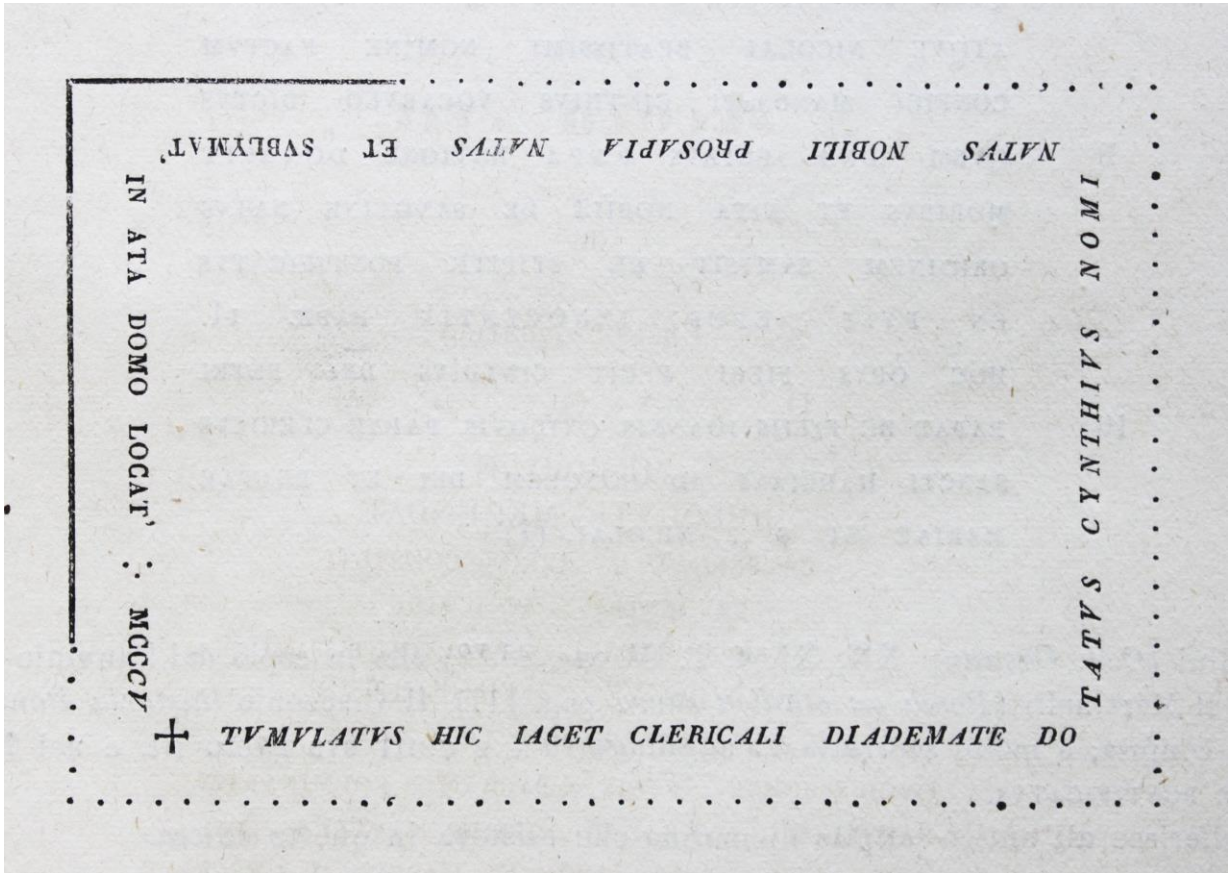 + TVMVLATVS HIC IACET CLERICALI DIADEMATE DO
TATVS CYNTHIVS NOMI
NATVS NOBILI PROSAPIA NATVS ET SVBLYMAT'
IN ATA DOMO LOCAT' ∴ MCCCV